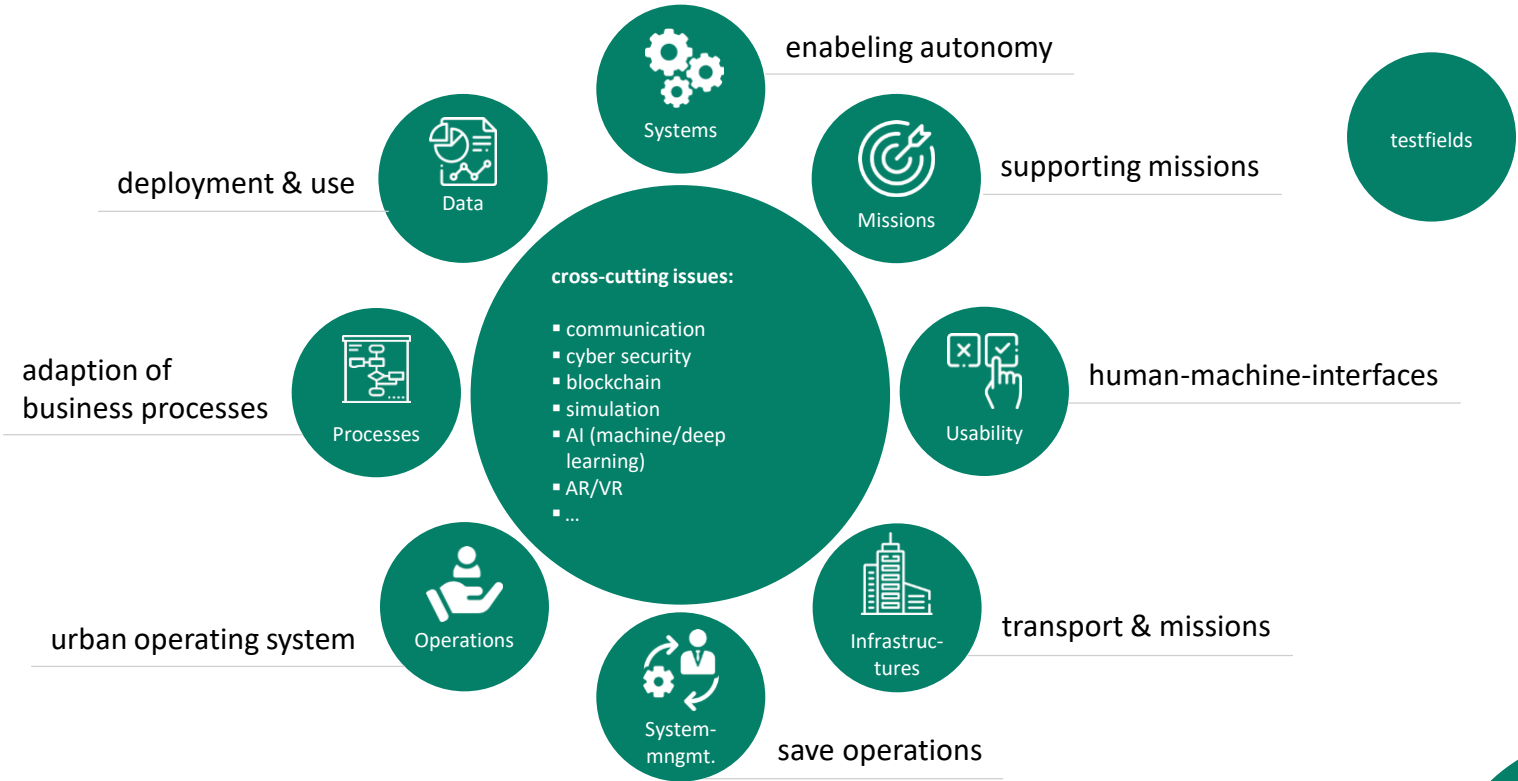 enabeling autonomy
Systems
testfields
supporting missions
Missions
deployment & use
Data
cross-cutting issues:
▪ communication
▪ cyber security
▪ blockchain
▪ simulation
▪ AI (machine/deep
learning)
▪ AR/VR
▪ ...
human-machine-interfaces
Usability
adaption of
business processes
Processes
transport & missions
Infrastruc-
tures
urban operating system
Operations
System-
mngmt.
save operations